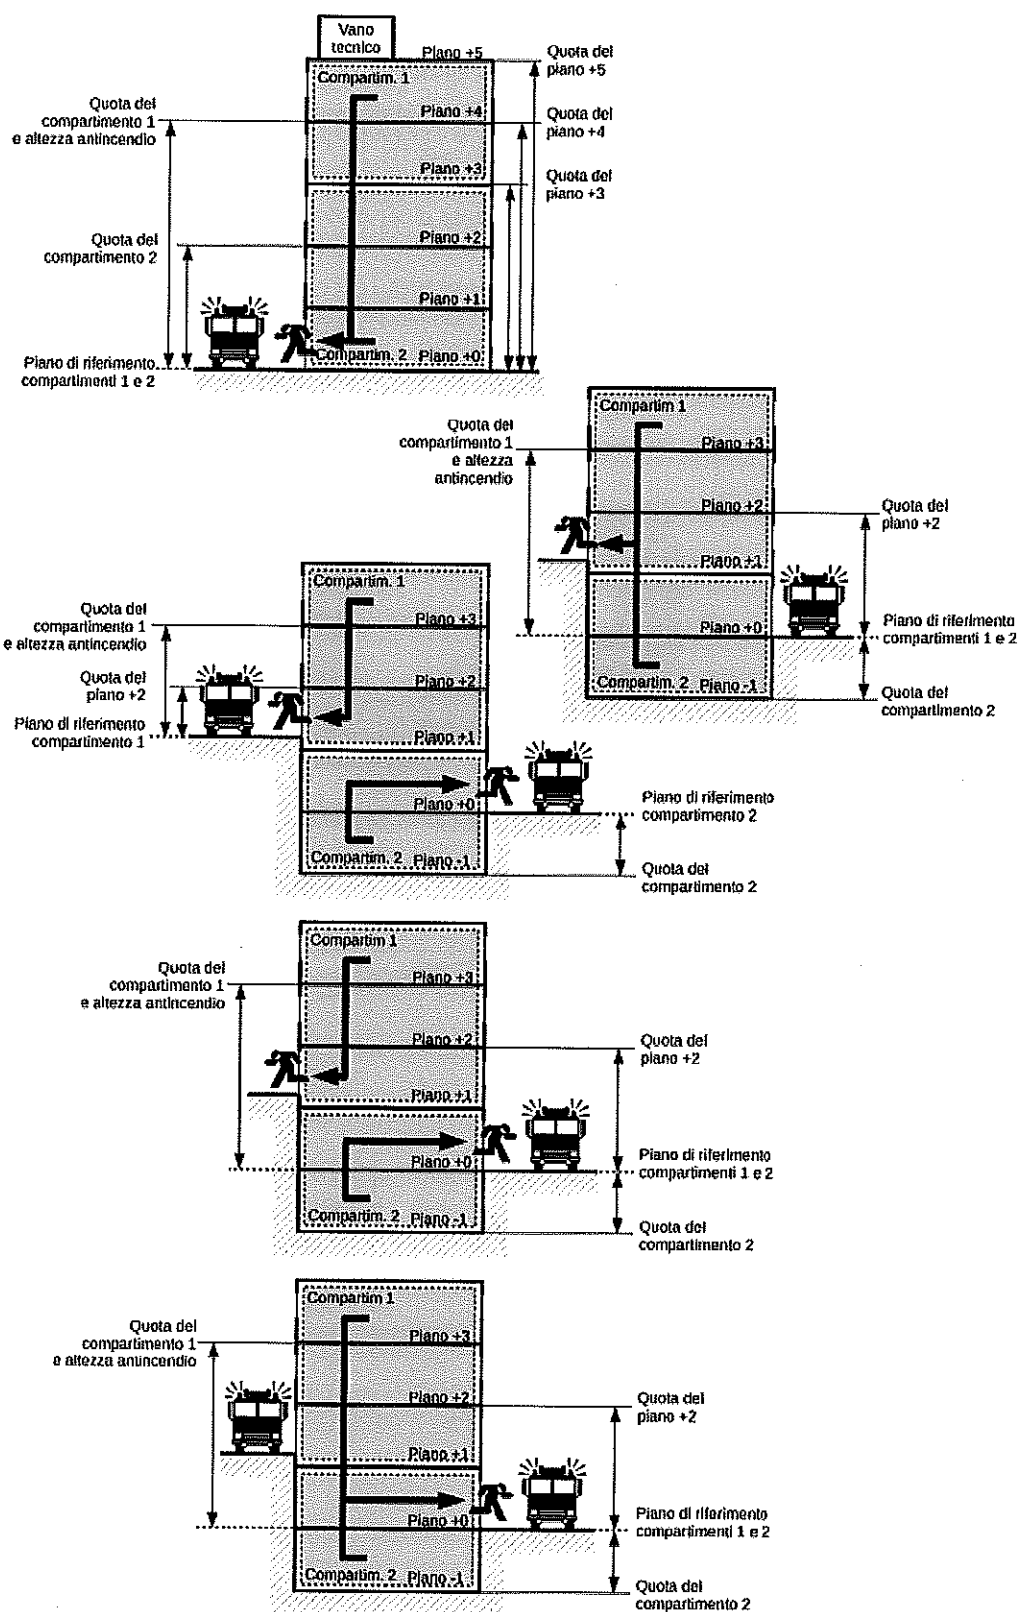 Vano
tecnico
Piano +5
Quota del
piano +5
Compartim. 1
Quota del
compartimento 1
e altezza antincendio
Piano +4
Quota del
piano +4
Piano +3
Quota del
piano +3
Quota del
compartimento 2
Piano +2
Piano +1
Compartim. 2
Piano +0
Piano di riferimento
compartimenti 1 e 2
Compartim 1
Quota del
compartimento 1
e altezza
antincendio
Piano +3
Piano +2
Quota del
piano +2
Piano +1
Piano +0
Piano di riferimento
compartimenti 1 e 2
Compartim. 2
Piano -1
Quota del
compartimento 2
Compartim. 1
Quota del
compartimento 1
e altezza antincendio
Piano +3
Quota del
piano +2
Piano +2
Piano di riferimento
compartimento 1
Piano +1
Piano +0
Piano di riferimento
compartimento 2
Compartim. 2
Piano -1
Quota del
compartimento 2
Compartim 1
Quota del
compartimento 1
e altezza antincendio
Piano +3
Piano +2
Quota del
piano +2
Piano +1
Piano +0
Piano di riferimento
compartimenti 1 e 2
Compartim. 2
Piano -1
Quota del
compartimento 2
Compartim 1
Quota del
compartimento 1
e altezza antincendio
Piano +3
Piano +2
Quota del
piano +2
Piano +1
Piano +0
Piano di riferimento
compartimenti 1 e 2
Compartim. 2
Piano -1
Quota del
compartimento 2